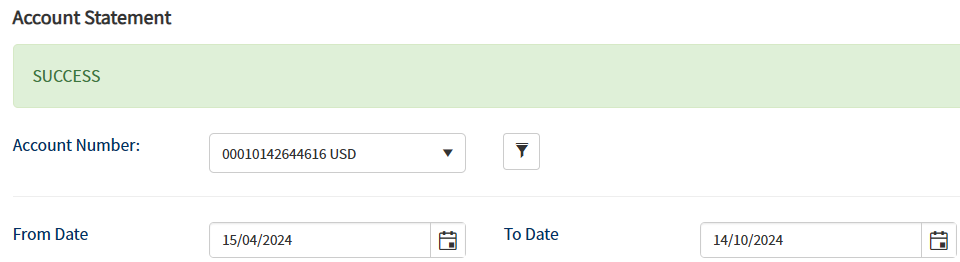 Account Statement
SUCCESS
Account Number:
00010142644616 USD
From Date
15/04/2024
To Date
14/10/2024